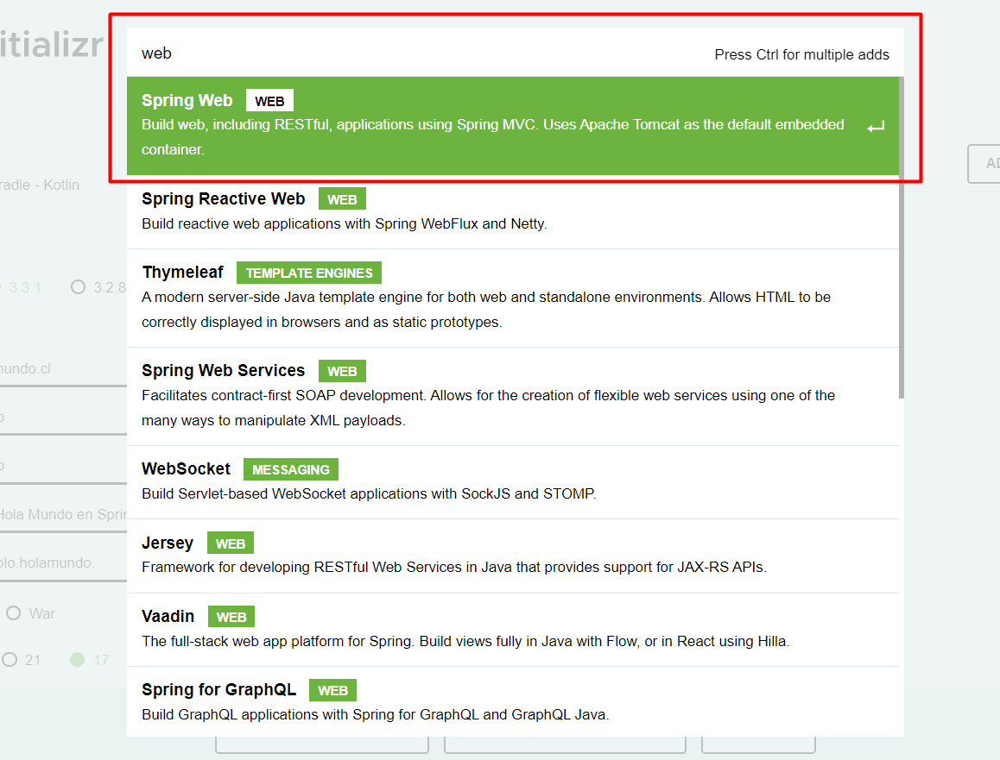 itializr
web
Press Ctrl for multiple adds
Spring Web WEB
Build web, including RESTful, applications using Spring MVC. Uses Apache Tomcat as the default embedded
container.
Spring Reactive Web WEB
Build reactive web applications with Spring WebFlux and Netty.
Thymeleaf TEMPLATE ENGINES
A modern server-side Java template engine for both web and standalone environments. Allows HTML to be
correctly displayed in browsers and as static prototypes.
Spring Web Services WEB
Facilitates contract-first SOAP development. Allows for the creation of flexible web services using one of the
many ways to manipulate XML payloads.
WebSocket MESSAGING
Build Servlet-based WebSocket applications with SockJS and STOMP.
Jersey WEB
Framework for developing RESTful Web Services in Java that provides support for JAX-RS APIs.
Vaadin WEB
The full-stack web app platform for Spring. Build views fully in Java with Flow, or in React using Hilla.
Spring for GraphQL WEB
Build GraphQL applications with Spring for GraphQL and GraphQL Java.
radle - Kotlin
AD
3.3.1 3.2.8
mundo.cl
o
o
Hola Mundo en Sprin
olo.holamundo.
War
21 17